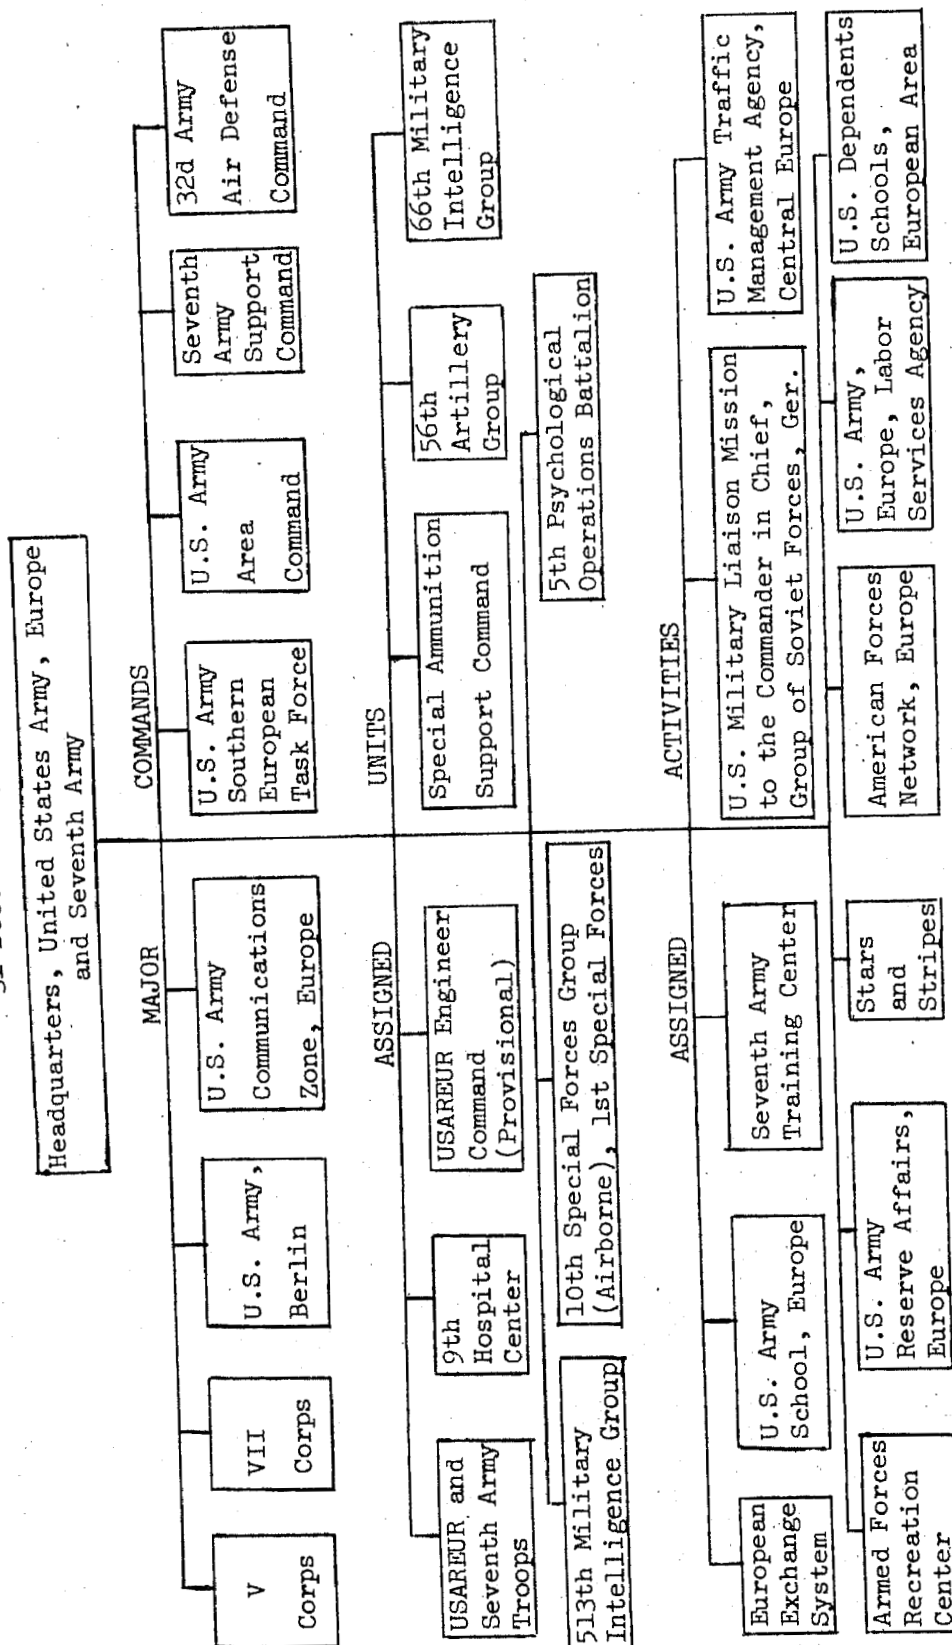 Headquarters, United States Army, Europe
and Seventh Army
MAJOR COMMANDS
V
Corps
VII
Corps
U.S. Army,
Berlin
U.S. Army
Communications
Zone, Europe
U.S. Army
Southern
European
Task Force
U.S. Army
Area
Command
Seventh
Army
Support
Command
32d Army
Air Defense
Command
ASSIGNED UNITS
USAREUR and
Seventh Army
Troops
9th
Hospital
Center
USAREUR Engineer
Command
(Provisional)
Special Ammunition
Support Command
56th
Artillery
Group
66th Military
Intelligence
Group
513th Military
Intelligence Group
10th Special Forces Group
(Airborne), 1st Special Forces
5th Psychological
Operations Battalion
ASSIGNED ACTIVITIES
European
Exchange
System
U.S. Army
School, Europe
Seventh Army
Training Center
U.S. Military Liaison Mission
to the Commander in Chief,
Group of Soviet Forces, Ger.
U.S. Army Traffic
Management Agency,
Central Europe
Armed Forces
Recreation
Center
U.S. Army
Reserve Affairs,
Europe
Stars
and
Stripes
American Forces
Network, Europe
U.S. Army,
Europe, Labor
Services Agency
U.S. Dependents
Schools,
European Area